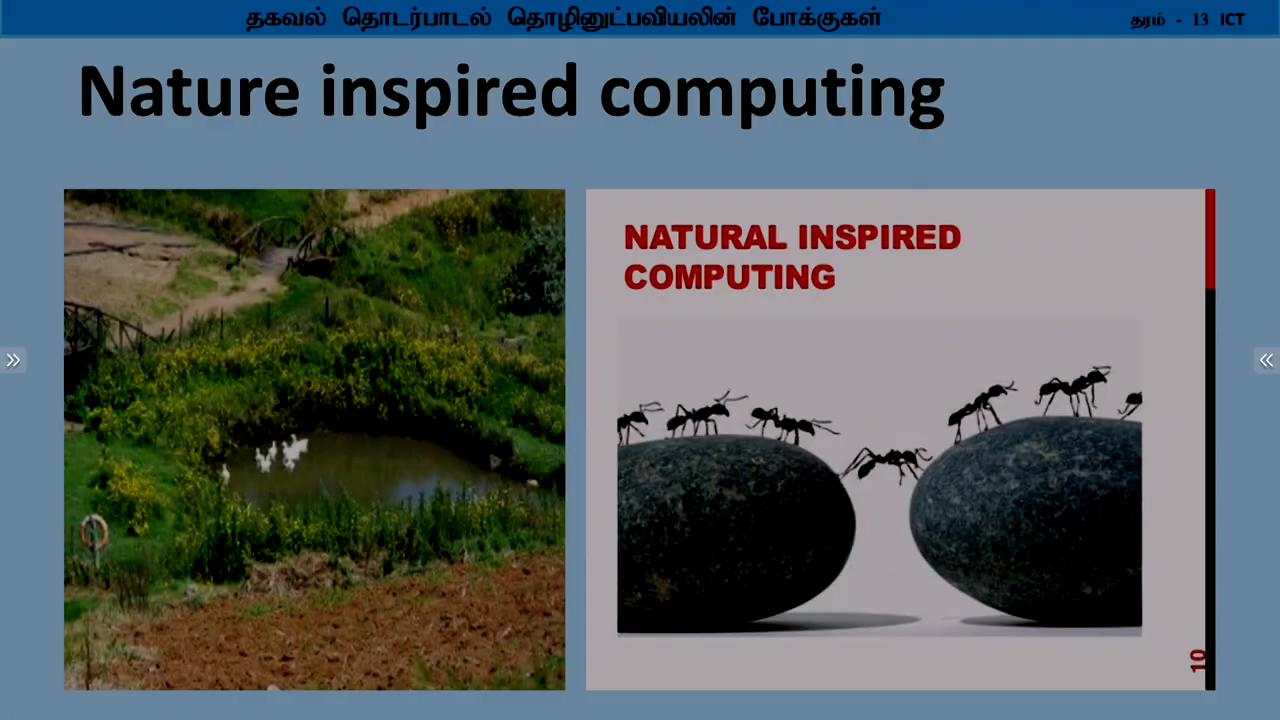 தகவல் தொடர்பாடல் தொழினுட்பவியலின் போக்குகள்
தரம் - 13 ICT
Nature inspired computing
NATURAL INSPIRED
COMPUTING
10